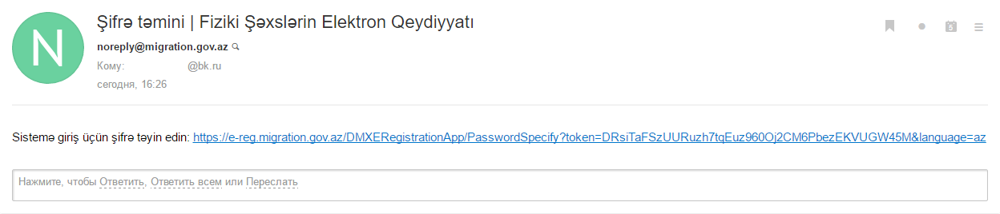 N
Şifrə təmini | Fiziki Şəxslərin Elektron Qeydiyyatı
noreply@migration.gov.az
Кому: @bk.ru
сегодня, 16:26
5
Sistemə giriş üçün şifrə təyin edin: https://e-reg.migration.gov.az/DMXERegistrationApp/PasswordSpecify?token=DRsiTaFSzUURuzh7tqEuz960Oj2CM6PbezEKVUGW45M&language=az
Нажмите, чтобы Ответить, Ответить всем или Переслать